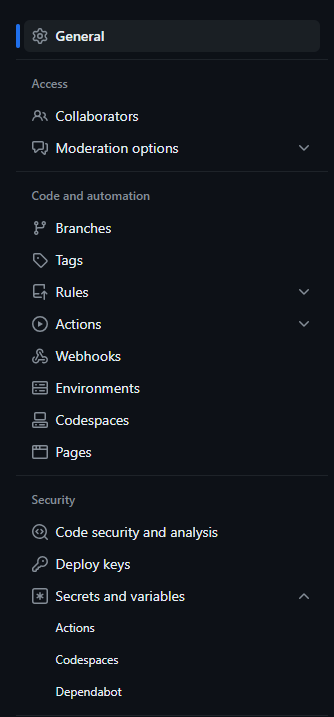 General
Access
Collaborators
Moderation options
Code and automation
Branches
Tags
Rules
Actions
Webhooks
Environments
Codespaces
Pages
Security
Code security and analysis
Deploy keys
Secrets and variables
Actions
Codespaces
Dependabot